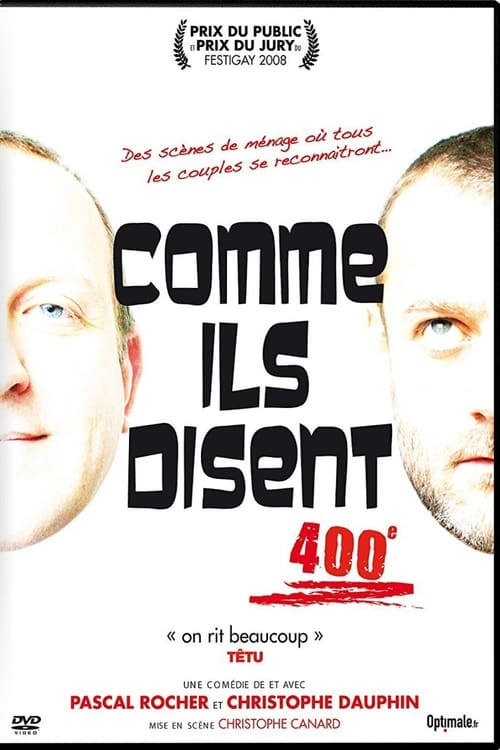 PRIX DU PUBLIC
ET PRIX DU JURY DU
FESTIGAY 2008
Des scènes de ménage où tous
les couples se reconnaitront...
COMME
ILS
DISENT
400e
« on rit beaucoup »
TÊTU
UNE COMÉDIE DE ET AVEC
PASCAL ROCHER ET CHRISTOPHE DAUPHIN
MISE EN SCÈNE CHRISTOPHE CANARD
DVD
VIDEO
Optimale.fr